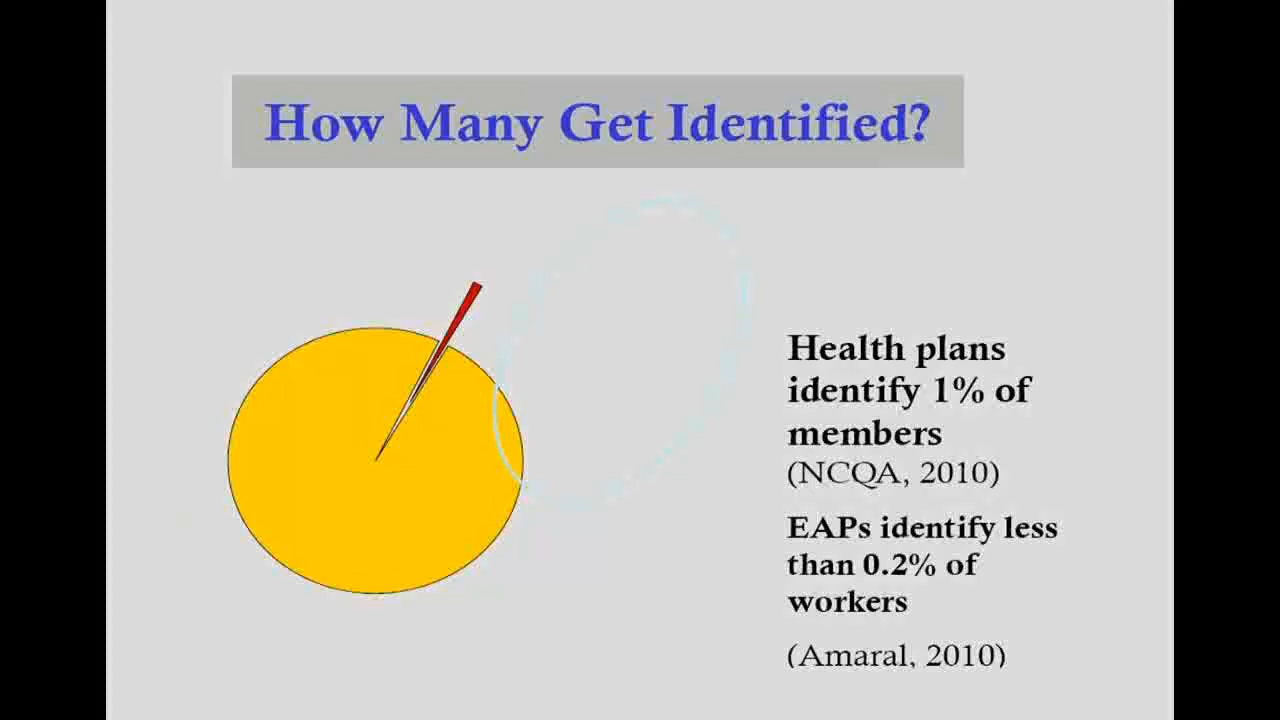 How Many Get Identified?
Health plans
identify 1% of
members
(NCQA, 2010)
EAPs identify less
than 0.2% of
workers
(Amaral, 2010)